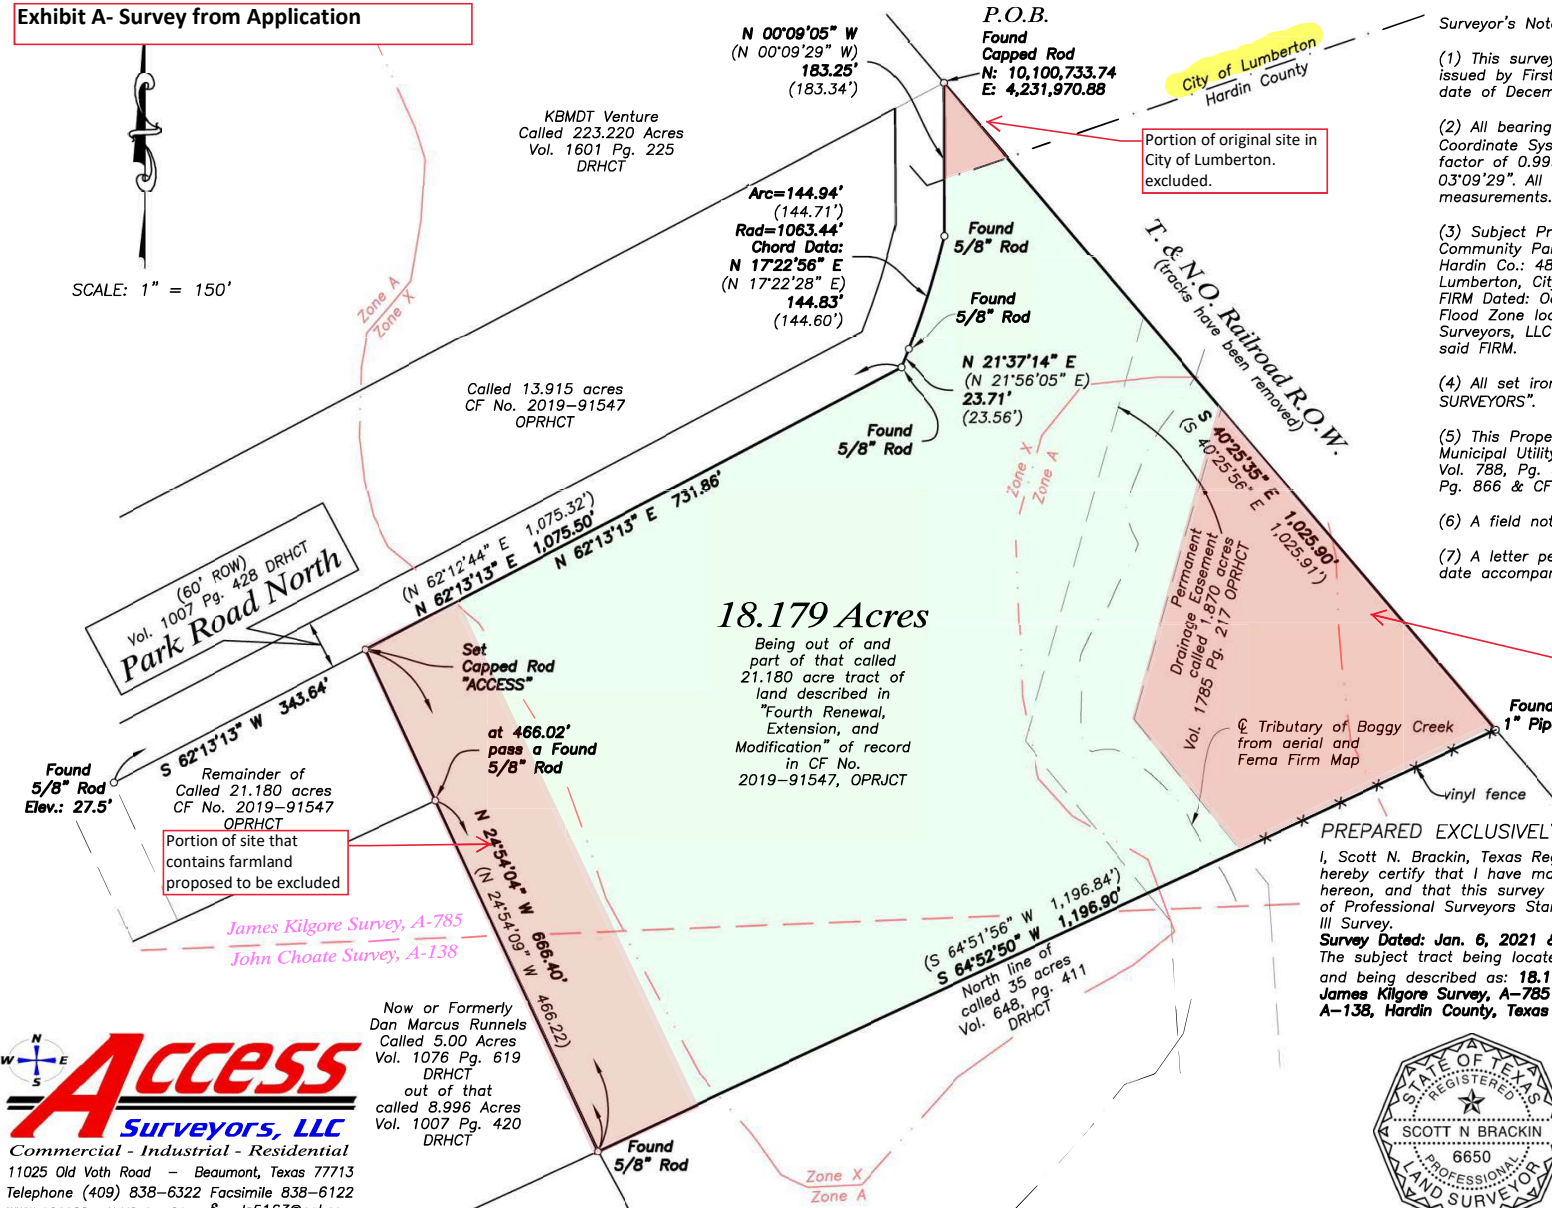 Exhibit A- Survey from Application
SCALE: 1" = 150'
KBMDT Venture
Called 223.220 Acres
Vol. 1601 Pg. 225
DRHCT
N 00°09'05" W
(N 00°09'29" W)
183.25'
(183.34')
P.O.B.
Found
Capped Rod
N: 10,100,733.74
E: 4,231,970.88
City of Lumberton
Hardin County
Portion of original site in
City of Lumberton.
excluded.
Arc=144.94'
(144.71')
Rad=1063.44'
Chord Data:
N 17°22'56" E
(N 17°22'28" E)
144.83'
(144.60')
Found
5/8" Rod
Found
5/8" Rod
N 21°37'14" E
(N 21°56'05" E)
23.71'
(23.56')
Found
5/8" Rod
T. & N.O. Railroad R.O.W.
(tracks have been removed)
Zone A
Zone X
Called 13.915 acres
CF No. 2019-91547
OPRHCT
Zone X
Zone A
S 40°25'35" E 1,025.90'
(S 40°25'56" E 1,025.91')
(N 62°12'44" E 1,075.32')
N 62°13'13" E 1,075.50'
N 62°13'13" E 731.86'
(60' ROW)
Vol. 1007 Pg. 428 DRHCT
Park Road North
Permanent
Drainage Easement
called 1.870 acres
Vol. 1785 Pg. 217 OPRHCT
18.179 Acres
Being out of and
part of that called
21.180 acre tract of
land described in
"Fourth Renewal,
Extension, and
Modification" of record
in CF No.
2019-91547, OPRJCT
Set
Capped Rod
"ACCESS"
at 466.02'
pass a Found
5/8" Rod
S 62°13'13" W 343.64'
Found
5/8" Rod
Elev.: 27.5'
Remainder of
Called 21.180 acres
CF No. 2019-91547
OPRHCT
Portion of site that
contains farmland
proposed to be excluded
N 24°54'04" W 666.40'
(N 24°54'09" W 466.22)
James Kilgore Survey, A-785
John Choate Survey, A-138
℄ Tributary of Boggy Creek
from aerial and
Fema Firm Map
Found
1" Pip
vinyl fence
(S 64°51'56" W 1,196.84')
S 64°52'50" W 1,196.90'
North line of
called 35 acres
Vol. 648, Pg. 411
DRHCT
Now or Formerly
Dan Marcus Runnels
Called 5.00 Acres
Vol. 1076 Pg. 619
DRHCT
out of that
called 8.996 Acres
Vol. 1007 Pg. 420
DRHCT
Found
5/8" Rod
Zone X
Zone A
Surveyor's Note
(1) This survey
issued by First
date of Decem
(2) All bearing
Coordinate Sys
factor of 0.99
03°09'29". All
measurements.
(3) Subject Pr
Community Pan
Hardin Co.: 48
Lumberton, Cit
FIRM Dated: Oc
Flood Zone loc
Surveyors, LLC
said FIRM.
(4) All set iron
SURVEYORS".
(5) This Prope
Municipal Utility
Vol. 788, Pg.
Pg. 866 & CF
(6) A field not
(7) A letter pe
date accompan
PREPARED EXCLUSIVELY
I, Scott N. Brackin, Texas Reg
hereby certify that I have ma
hereon, and that this survey
of Professional Surveyors Stan
III Survey.
Survey Dated: Jan. 6, 2021 &
The subject tract being locate
and being described as: 18.1
James Kilgore Survey, A-785
A-138, Hardin County, Texas
STATE OF TEXAS
REGISTERED
SCOTT N BRACKIN
6650
PROFESSIONAL
LAND SURVEYOR
N
W E
S
Access
Surveyors, LLC
Commercial - Industrial - Residential
11025 Old Voth Road - Beaumont, Texas 77713
Telephone (409) 838-6322 Facsimile 838-6122